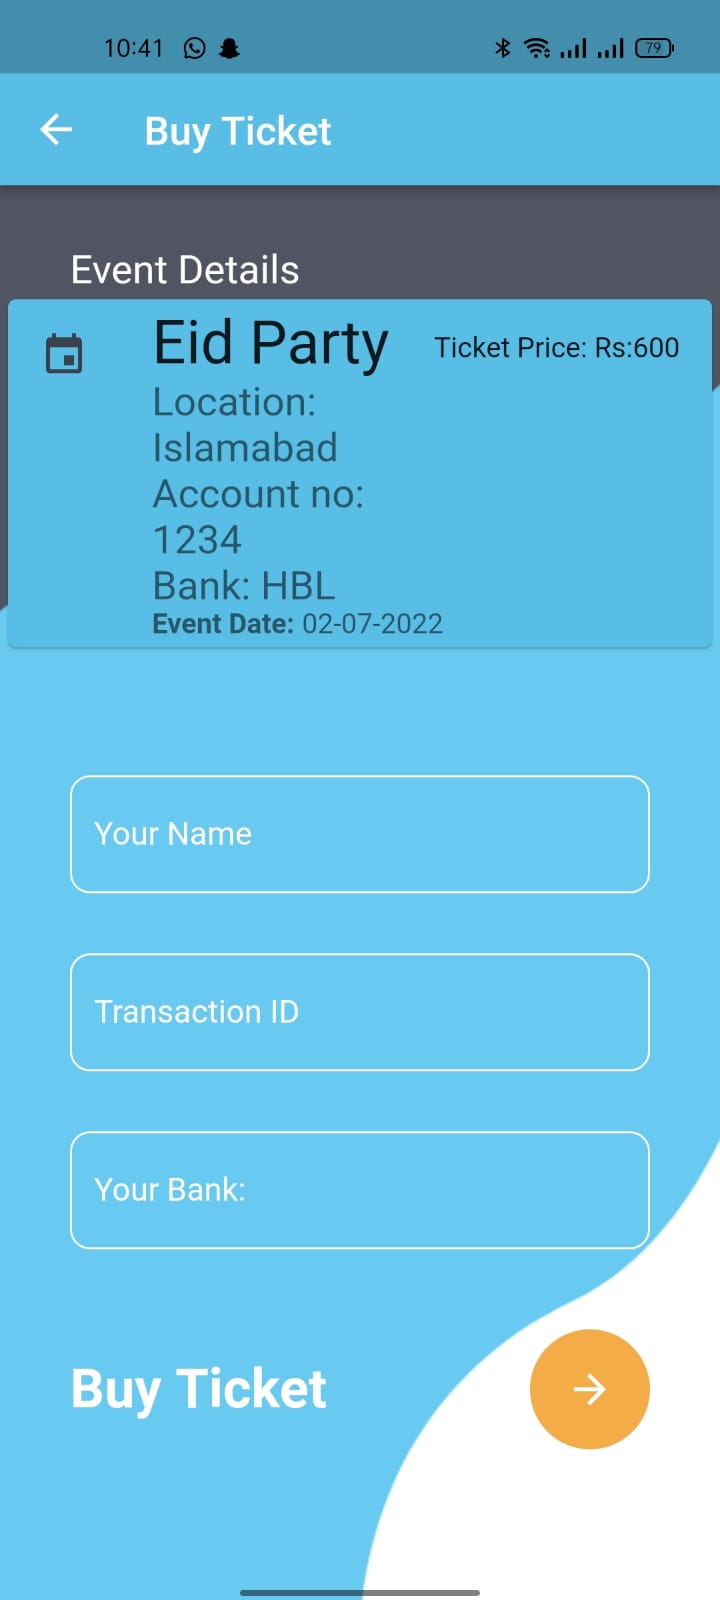 10:41
79
Buy Ticket
Event Details
Eid Party
Ticket Price: Rs:600
Location:
Islamabad
Account no:
1234
Bank: HBL
Event Date: 02-07-2022
Your Name
Transaction ID
Your Bank:
Buy Ticket